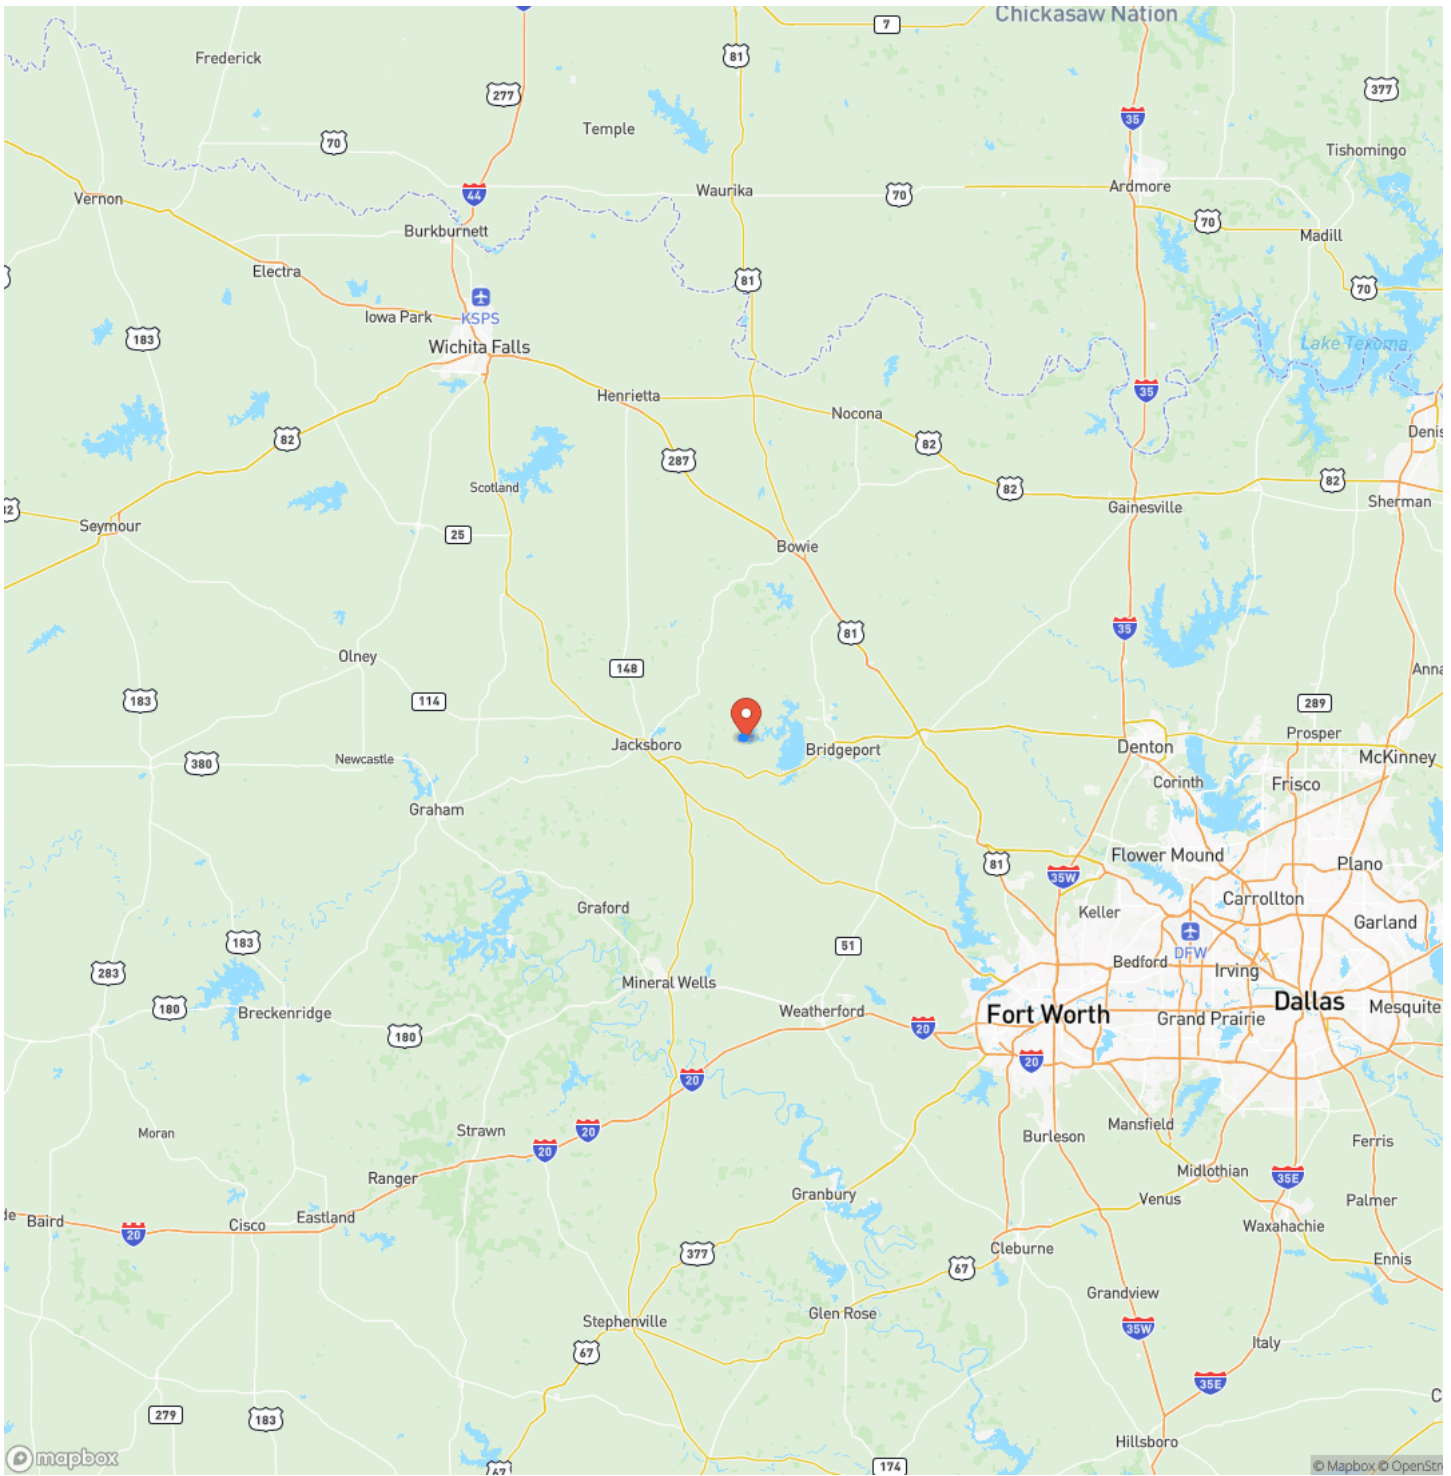 Chickasaw Nation
7
Frederick
81
277
377
Temple
35
70
Tishomingo
Waurika
Ardmore
Vernon
44
70
70
Burkburnett
Madill
Electra
81
70
KSPS
Iowa Park
183
Wichita Falls
Lake Texoma
35
Henrietta
Nocona
82
82
Denis
287
Scotland
82
82
Sherman
32
Seymour
Gainesville
25
Bowie
35
81
Olney
148
Anna
183
114
289
Prosper
Jacksboro
Bridgeport
Denton
McKinney
Newcastle
380
Corinth
Frisco
Graham
Flower Mound
Plano
81
35W
Carrollton
Graford
Keller
Garland
183
51
DFW
Bedford
Irving
283
Mineral Wells
Dallas
180
Breckenridge
Weatherford
Fort Worth
Grand Prairie
Mesquite
180
20
20
20
Moran
Strawn
20
20
Mansfield
Burleson
Ferris
Ranger
Midlothian
35E
Granbury
Venus
Palmer
de
Baird
Cisco
Eastland
Waxahachie
20
377
Cleburne
Ennis
67
Grandview
Glen Rose
Stephenville
35W
67
Italy
35E
279
183
C
Hillsboro
mapbox
67
174
© Mapbox © OpenStre